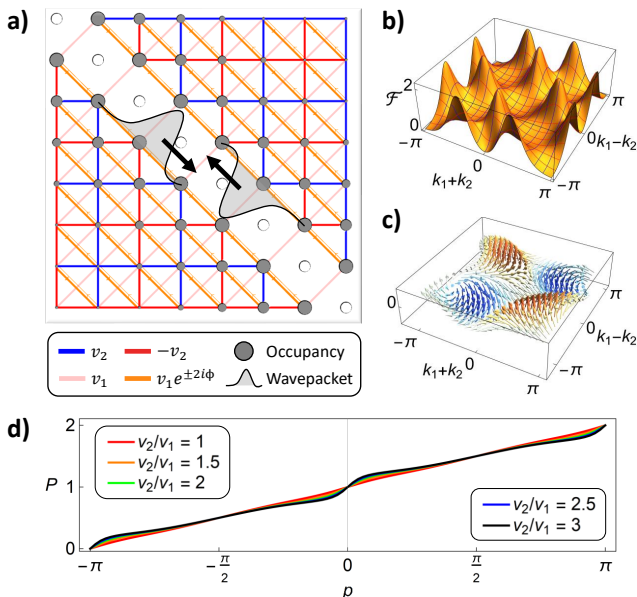 a)
b)
ℱ
2
0
−π
0
π
−π
0
π
k₁+k₂
k₁−k₂
c)
0
−π
0
π
−π
0
π
k₁+k₂
k₁−k₂
v₂
−v₂
Occupancy
v₁
v₁e^{±2iϕ}
Wavepacket
d)
P
2
1
0
v₂/v₁ = 1
v₂/v₁ = 1.5
v₂/v₁ = 2
v₂/v₁ = 2.5
v₂/v₁ = 3
−π
−π/2
0
π/2
π
p